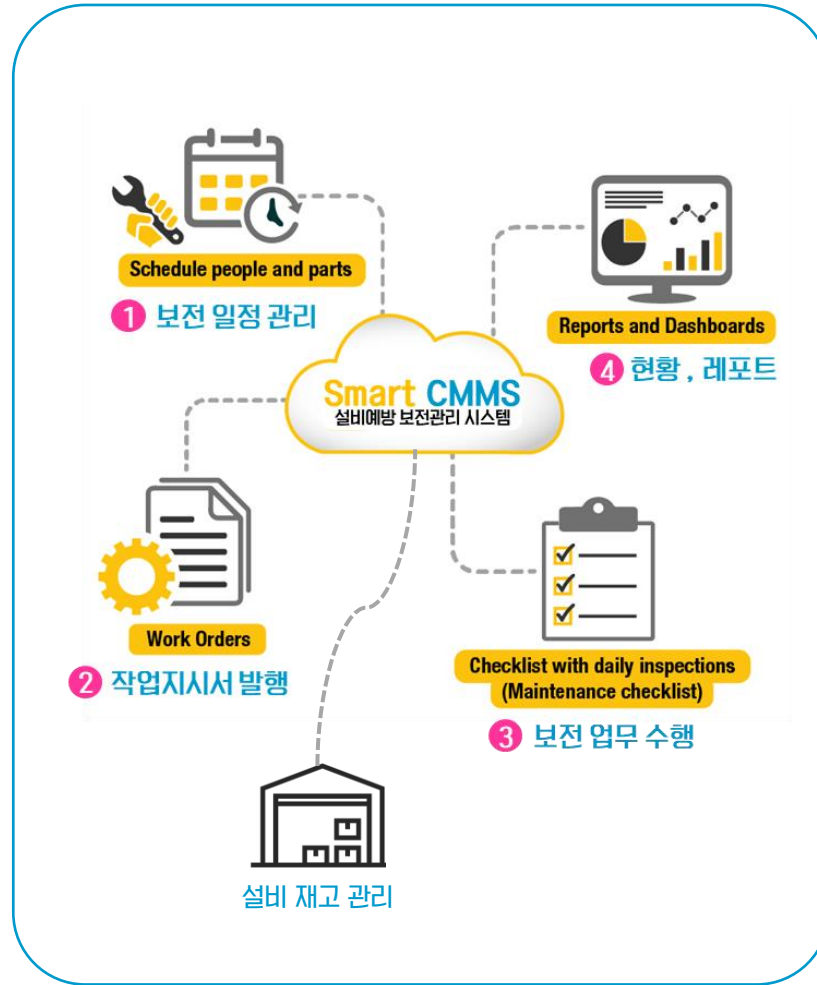 Schedule people and parts
1 보전 일정 관리
Reports and Dashboards
4 현황 , 레포트
Smart CMMS
설비예방 보전관리 시스템
Work Orders
2 작업지시서 발행
Checklist with daily inspections
(Maintenance checklist)
3 보전 업무 수행
설비 재고 관리